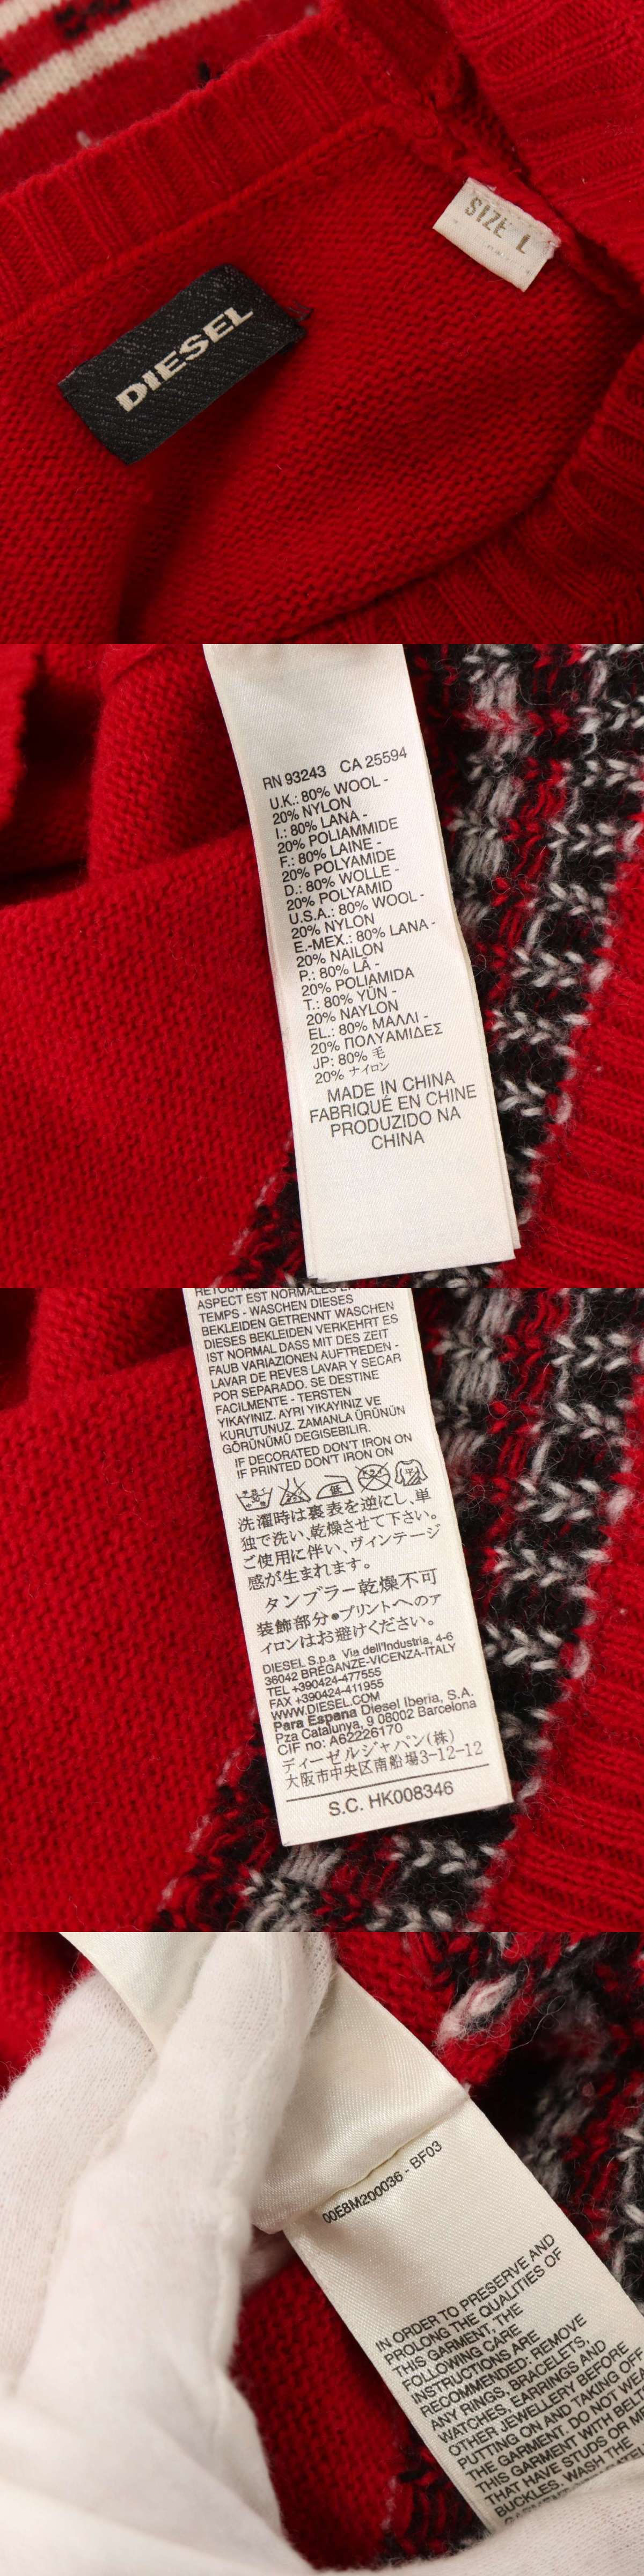 DIESEL
SIZE L
RN 93243 CA 25594
U.K.: 80% WOOL -
20% NYLON
I.: 80% LANA -
20% POLIAMMIDE
F.: 80% LAINE -
20% POLYAMIDE
D.: 80% WOLLE -
20% POLYAMID
U.S.A.: 80% WOOL -
20% NYLON
E.-MEX.: 80% LANA -
20% NAILON
P.: 80% LÃ -
20% POLIAMIDA
T.: 80% YÜN -
20% NAYLON
EL.: 80% ΜΑΛΛΙ -
20% ΠΟΛΥΑΜΙΔΕΣ
JP: 80% 毛
20% ナイロン
MADE IN CHINA
FABRIQUÉ EN CHINE
PRODUZIDO NA
CHINA
ASPECT EST NORMAL
TEMPS - WASCHEN DIESES
BEKLEIDEN GETRENNT WASCHEN
DIESES BEKLEIDEN VERKEHRT ES
IST NORMAL DASS MIT DES ZEIT
FAUB VARIAZONEN AUFTREDEN -
LAVAR DE REVES LAVAR Y SECAR
POR SEPARADO. SE DESTINE
FACILMENTE - TERSTEN
YIKAYINIZ. AYRI YIKAYINIZ VE
KURUTUNUZ. ZAMANLA ÜRÜNÜN
GÖRÜNÜMÜ DEGISEBILIR.
IF DECORATED DON'T IRON ON
IF PRINTED DON'T IRON ON
低
洗濯時は裏表を逆にし、単
独で洗い、乾燥させて下さい。
ご使用に伴い、ヴィンテージ
感が生まれます。
タンブラー乾燥不可
装飾部分●プリントへのア
イロンはお避けください。
DIESEL S.p.a Via dell'Industria, 4-6
36042 BREGANZE-VICENZA-ITALY
TEL +390424-477555
FAX +390424-411955
WWW.DIESEL.COM
Para Espana Diesel Iberia, S.A.
Pza Catalunya, 9 08002 Barcelona
CIF no: A62226170
ディーゼルジャパン(株)
大阪市中央区南船場3-12-12
S.C. HK008346
00E8M200036 - BF03
IN ORDER TO PRESERVE AND
PROLONG THE QUALITIES OF
THIS GARMENT, THE
FOLLOWING CARE
INSTRUCTIONS ARE
RECOMMENDED: REMOVE
ANY RINGS, BRACELETS,
WATCHES, EARRINGS AND
OTHER JEWELLERY BEFORE
PUTTING ON AND TAKING OFF
THE GARMENT. DO NOT
THIS GARMENT WITH
THAT HAVE STUDS OR
BUCKLES. WASH THE